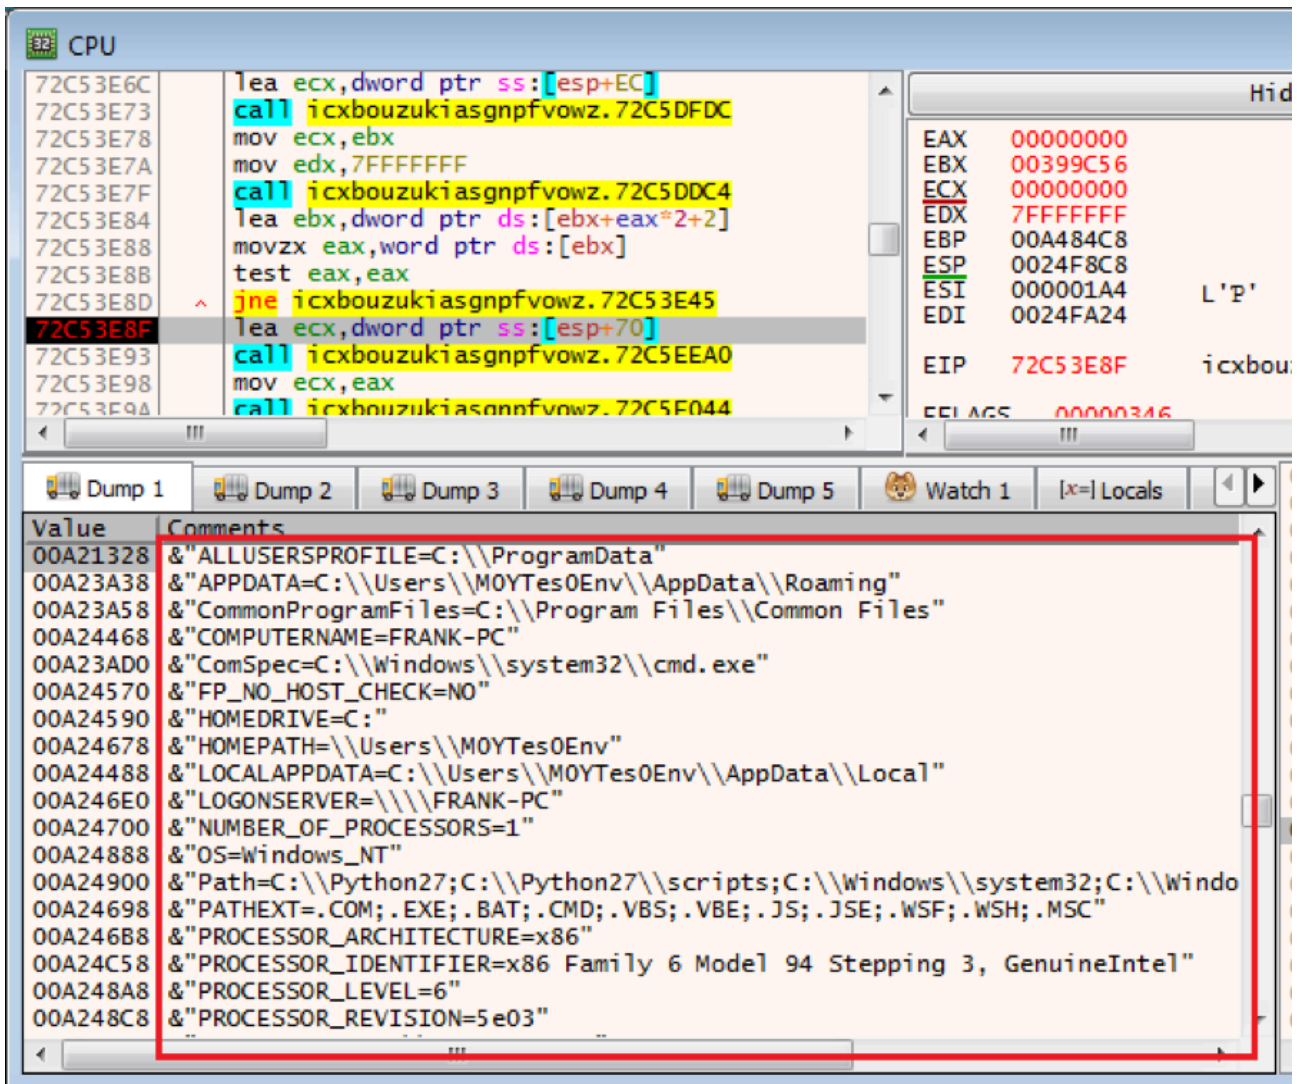 32 CPU
72C53E6C lea ecx,dword ptr ss:[esp+EC]
72C53E73 call icxbouzukiasgnpfvowz.72C5DFDC
72C53E78 mov ecx,ebx
72C53E7A mov edx,7FFFFFFF
72C53E7F call icxbouzukiasgnpfvowz.72C5DDC4
72C53E84 lea ebx,dword ptr ds:[ebx+eax*2+2]
72C53E88 movzx eax,word ptr ds:[ebx]
72C53E8B test eax,eax
72C53E8D ^ jne icxbouzukiasgnpfvowz.72C53E45
72C53E8F lea ecx,dword ptr ss:[esp+70]
72C53E93 call icxbouzukiasgnpfvowz.72C5EEA0
72C53E98 mov ecx,eax
72C53E9A call icxbouzukiasgnpfvowz.72C5F044
Hid
EAX 00000000
EBX 00399C56
ECX 00000000
EDX 7FFFFFFF
EBP 00A484C8
ESP 0024F8C8
ESI 000001A4 L'Ƥ'
EDI 0024FA24
EIP 72C53E8F icxbouz
EFLAGS 00000346
Dump 1 Dump 2 Dump 3 Dump 4 Dump 5 Watch 1 [x=] Locals
Value Comments
00A21328 &"ALLUSERSPROFILE=C:\\ProgramData"
00A23A38 &"APPDATA=C:\\Users\\M0YTes0Env\\AppData\\Roaming"
00A23A58 &"CommonProgramFiles=C:\\Program Files\\Common Files"
00A24468 &"COMPUTERNAME=FRANK-PC"
00A23AD0 &"ComSpec=C:\\Windows\\system32\\cmd.exe"
00A24570 &"FP_NO_HOST_CHECK=NO"
00A24590 &"HOMEDRIVE=C:"
00A24678 &"HOMEPATH=\\Users\\M0YTes0Env"
00A24488 &"LOCALAPPDATA=C:\\Users\\M0YTes0Env\\AppData\\Local"
00A246E0 &"LOGONSERVER=\\\\FRANK-PC"
00A24700 &"NUMBER_OF_PROCESSORS=1"
00A24888 &"OS=Windows_NT"
00A24900 &"Path=C:\\Python27;C:\\Python27\\scripts;C:\\Windows\\system32;C:\\Windo
00A24698 &"PATHEXT=.COM;.EXE;.BAT;.CMD;.VBS;.VBE;.JS;.JSE;.WSF;.WSH;.MSC"
00A246B8 &"PROCESSOR_ARCHITECTURE=x86"
00A24C58 &"PROCESSOR_IDENTIFIER=x86 Family 6 Model 94 Stepping 3, GenuineIntel"
00A248A8 &"PROCESSOR_LEVEL=6"
00A248C8 &"PROCESSOR_REVISION=5e03"